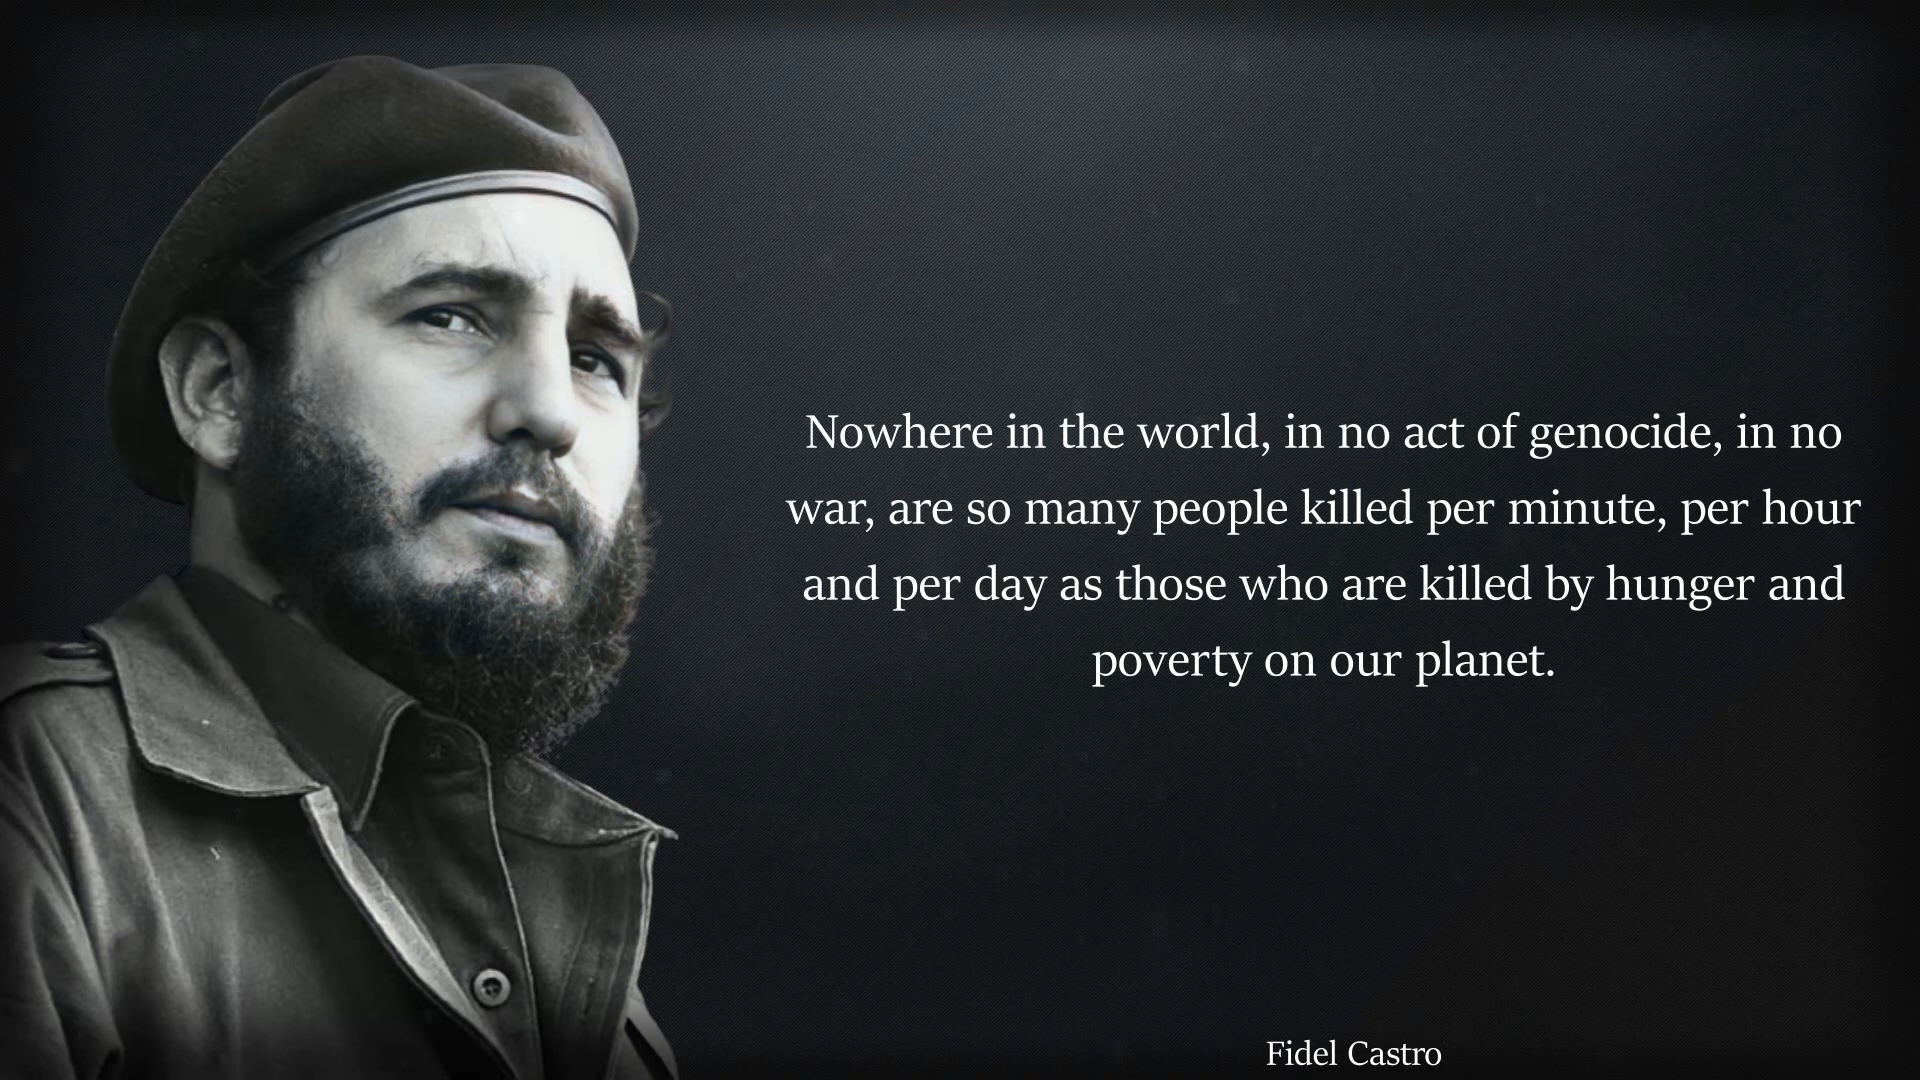 Nowhere in the world, in no act of genocide, in no
war, are so many people killed per minute, per hour
and per day as those who are killed by hunger and
poverty on our planet.
Fidel Castro